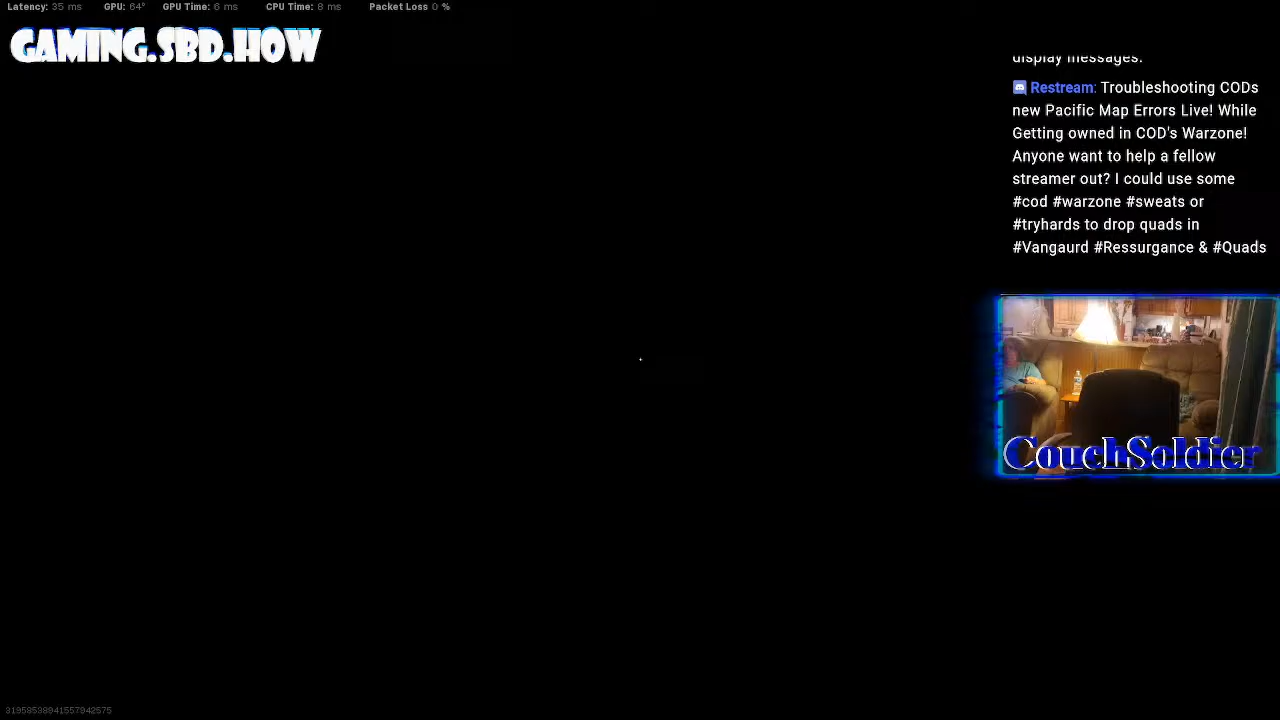 Latency: 35 ms GPU: 64° GPU Time: 6 ms CPU Time: 8 ms Packet Loss 0 %
GAMING.SBD.HOW
display messages.
Restream: Troubleshooting CODs
new Pacific Map Errors Live! While
Getting owned in COD's Warzone!
Anyone want to help a fellow
streamer out? I could use some
#cod #warzone #sweats or
#tryhards to drop quads in
#Vangaurd #Ressurgance & #Quads
CouchSoldier
31959538941557942575